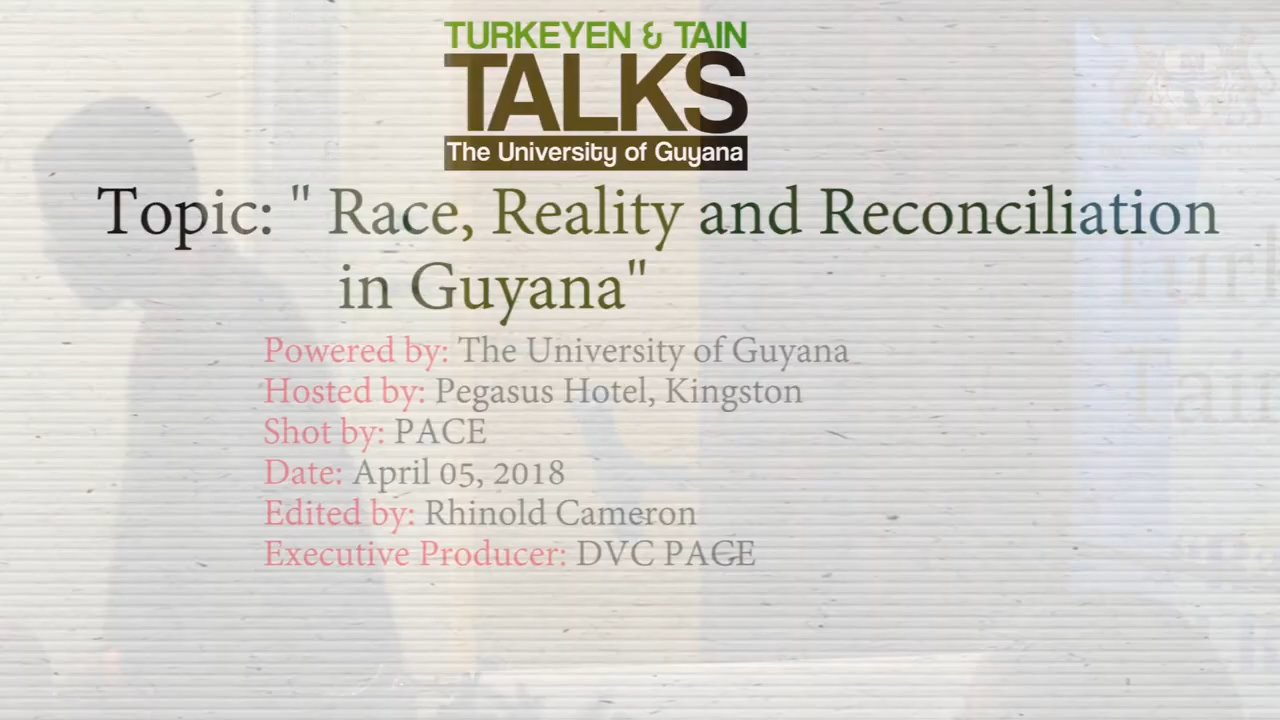 TURKEYEN & TAIN
TALKS
The University of Guyana
Topic: " Race, Reality and Reconciliation
in Guyana"
Powered by: The University of Guyana
Hosted by: Pegasus Hotel, Kingston
Shot by: PACE
Date: April 05, 2018
Edited by: Rhinold Cameron
Executive Producer: DVC PACE